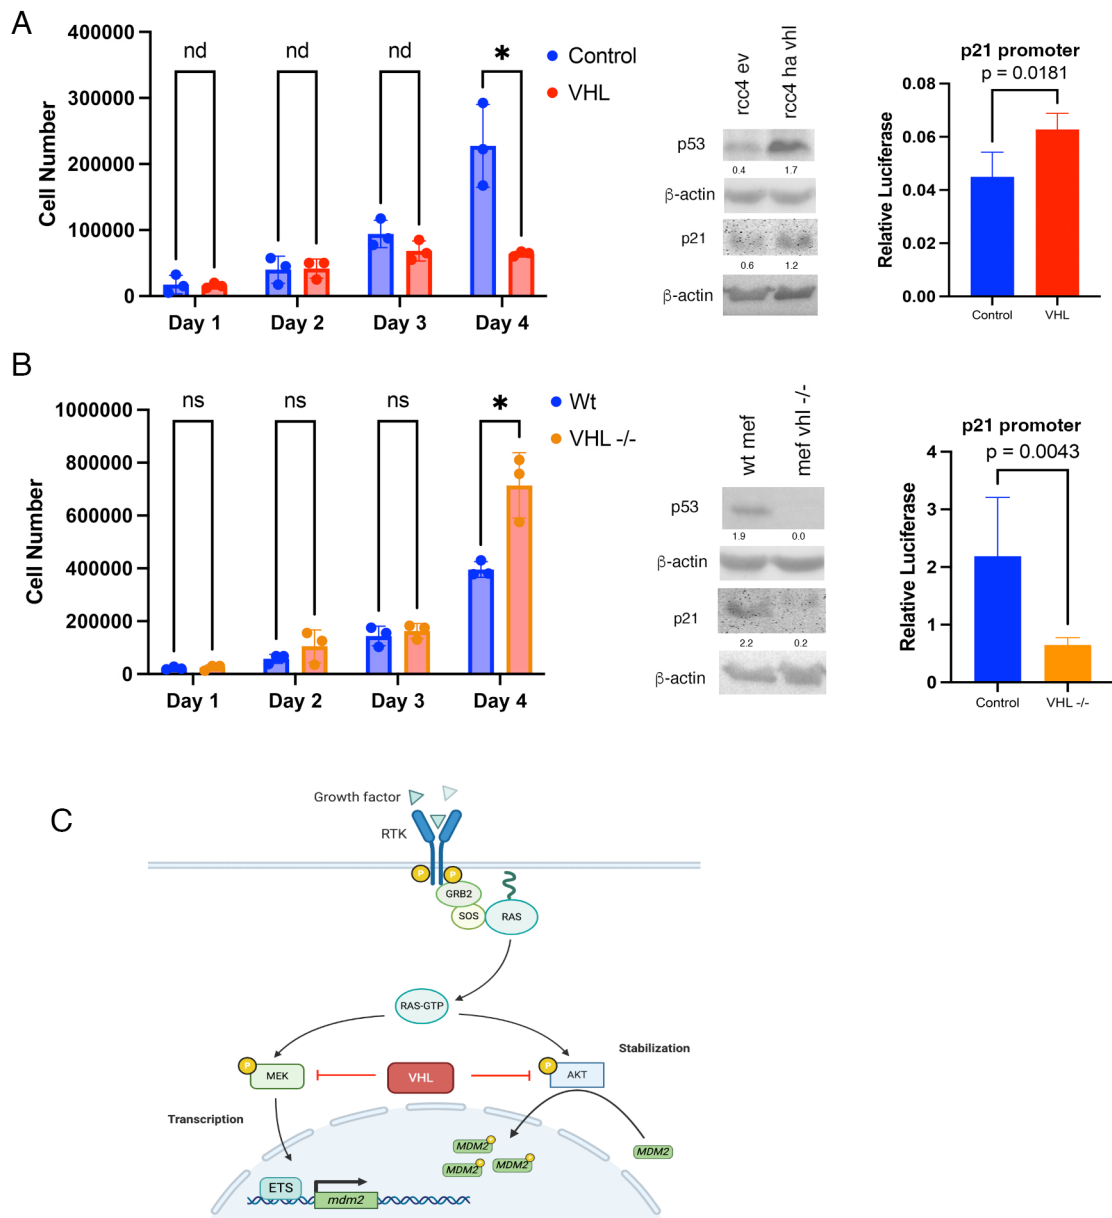 A
400000
300000
200000
100000
0
Cell Number
nd
nd
nd
*
Control
VHL
Day 1
Day 2
Day 3
Day 4
rcc4 ev
rcc4 ha vhl
p53
0.4
1.7
β-actin
p21
0.6
1.2
β-actin
p21 promoter
p = 0.0181
0.08
0.06
0.04
0.02
0.00
Relative Luciferase
Control
VHL
B
1000000
800000
600000
400000
200000
0
Cell Number
ns
ns
ns
*
Wt
VHL -/-
Day 1
Day 2
Day 3
Day 4
wt mef
mef vhl -/-
p53
1.9
0.0
β-actin
p21
2.2
0.2
β-actin
p21 promoter
p = 0.0043
4
3
2
1
0
Relative Luciferase
Control
VHL -/-
C
Growth factor
RTK
P
P
GRB2
SOS
RAS
RAS-GTP
Stabilization
P
MEK
VHL
P
AKT
Transcription
MDM2
MDM2
MDM2
MDM2
ETS
mdm2